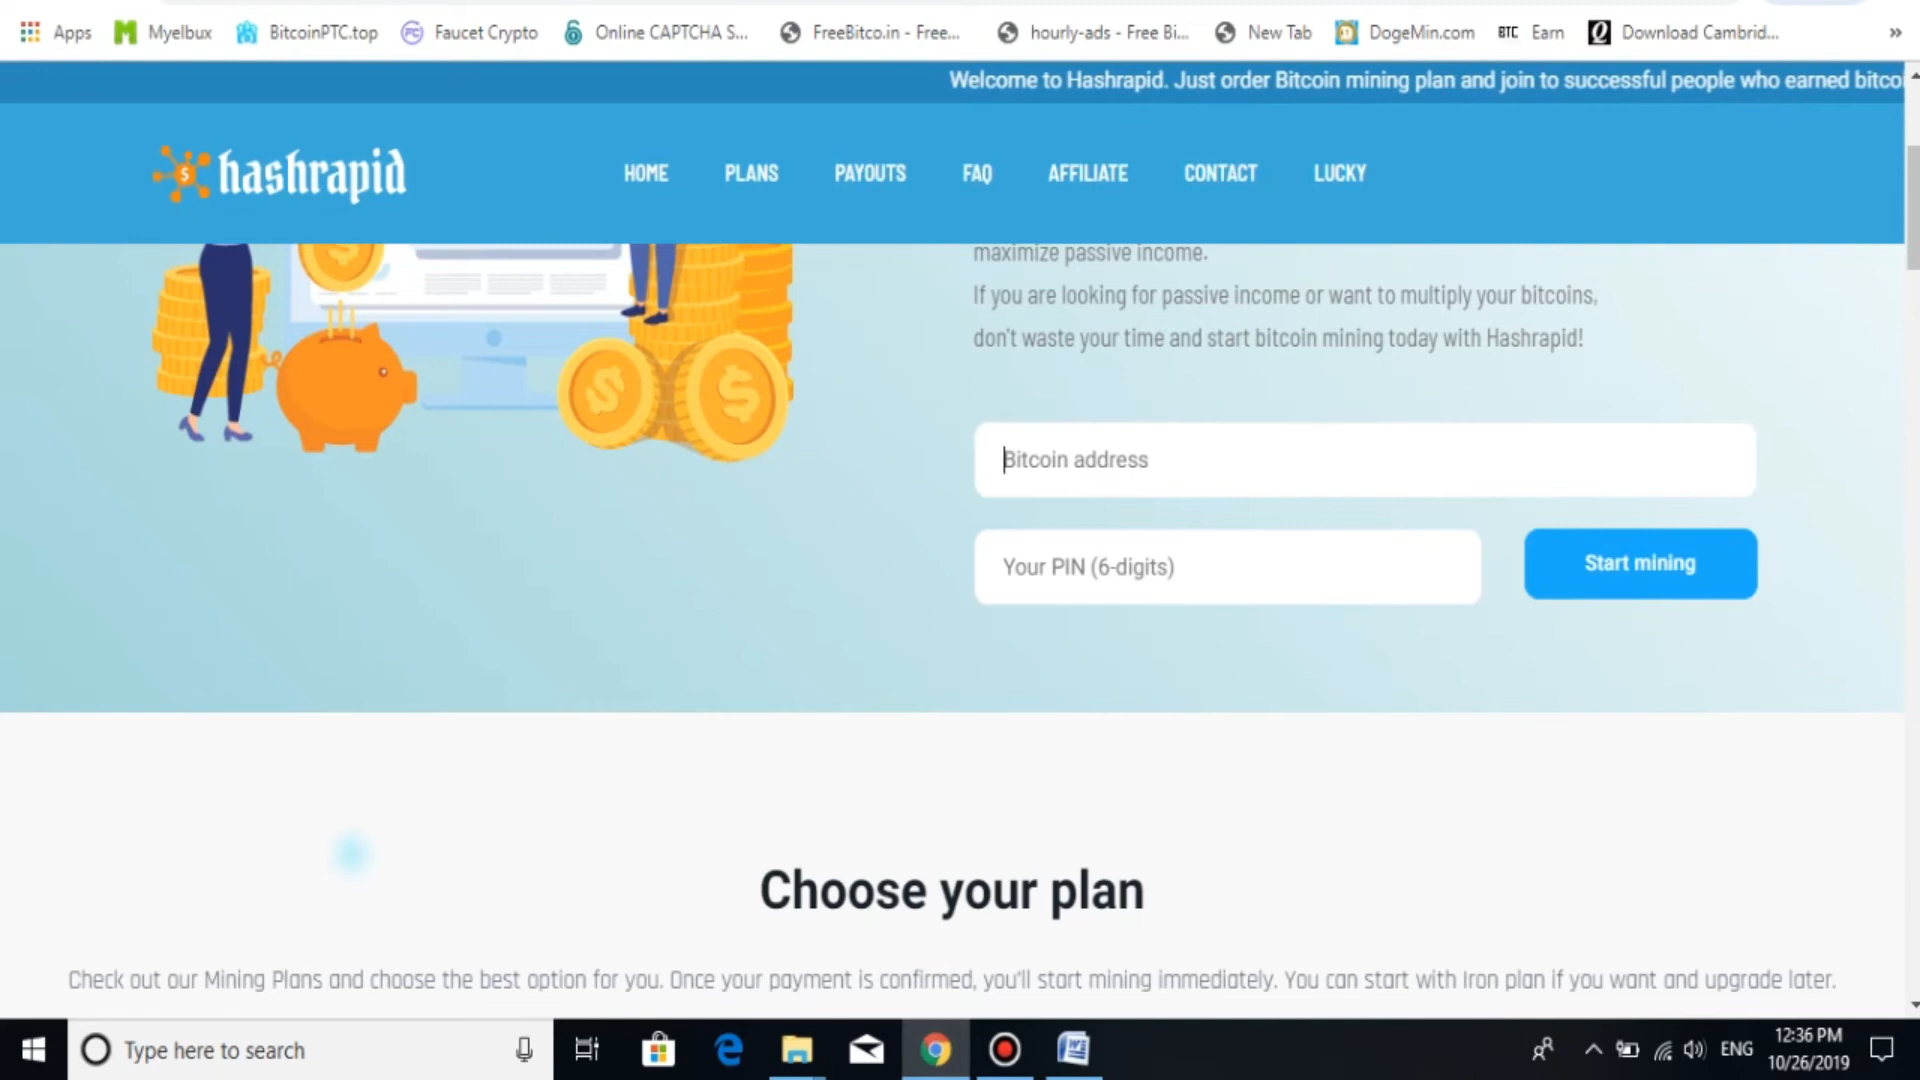 Apps Myelbux BitcoinPTC.top Faucet Crypto Online CAPTCHA S... FreeBitco.in - Free... hourly-ads - Free Bi... New Tab DogeMin.com BTC Earn Download Cambrid... »
Welcome to Hashrapid. Just order Bitcoin mining plan and join to successful people who earned bitco
hashrapid HOME PLANS PAYOUTS FAQ AFFILIATE CONTACT LUCKY
maximize passive income.
If you are looking for passive income or want to multiply your bitcoins,
don't waste your time and start bitcoin mining today with Hashrapid!
Bitcoin address
Your PIN (6-digits) Start mining
Choose your plan
Check out our Mining Plans and choose the best option for you. Once your payment is confirmed, you'll start mining immediately. You can start with Iron plan if you want and upgrade later.
Type here to search ENG 12:36 PM
10/26/2019